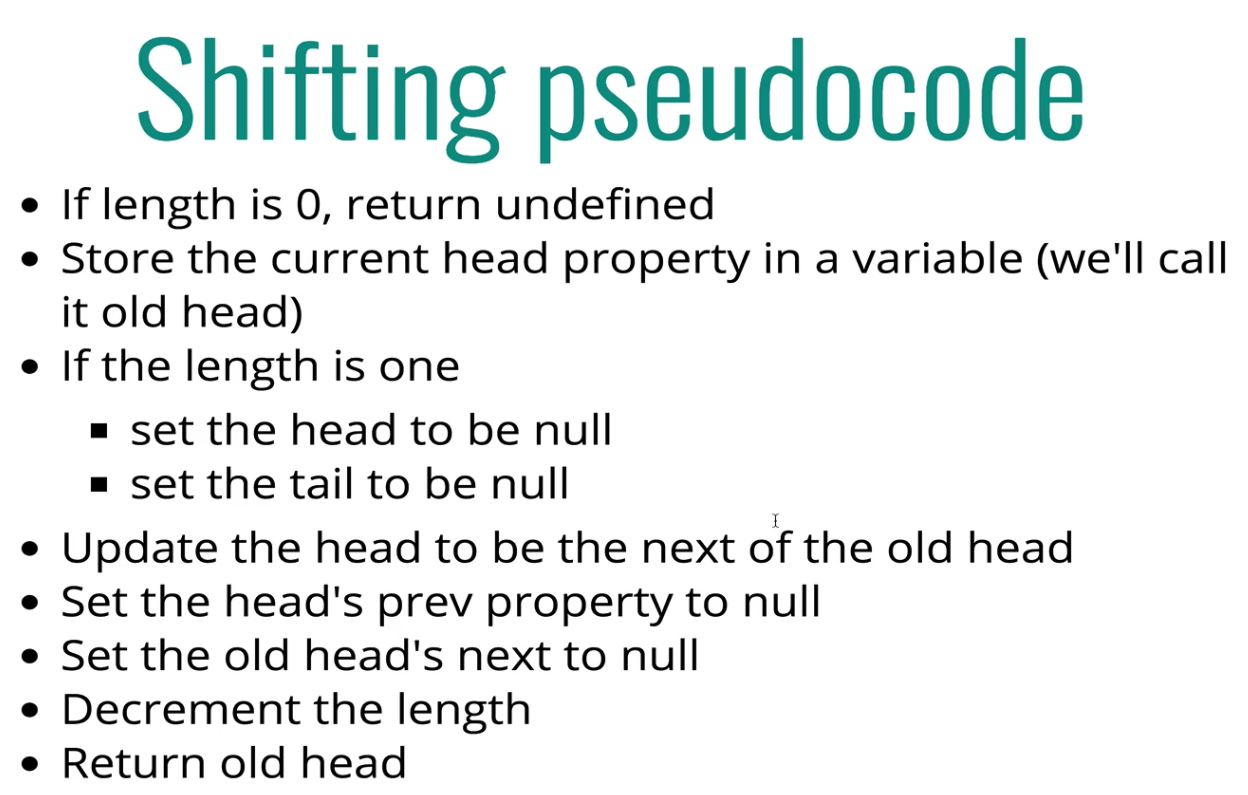 Shifting pseudocode
• If length is 0, return undefined
• Store the current head property in a variable (we'll call
it old head)
• If the length is one
▪ set the head to be null
▪ set the tail to be null
• Update the head to be the next of the old head
• Set the head's prev property to null
• Set the old head's next to null
• Decrement the length
• Return old head